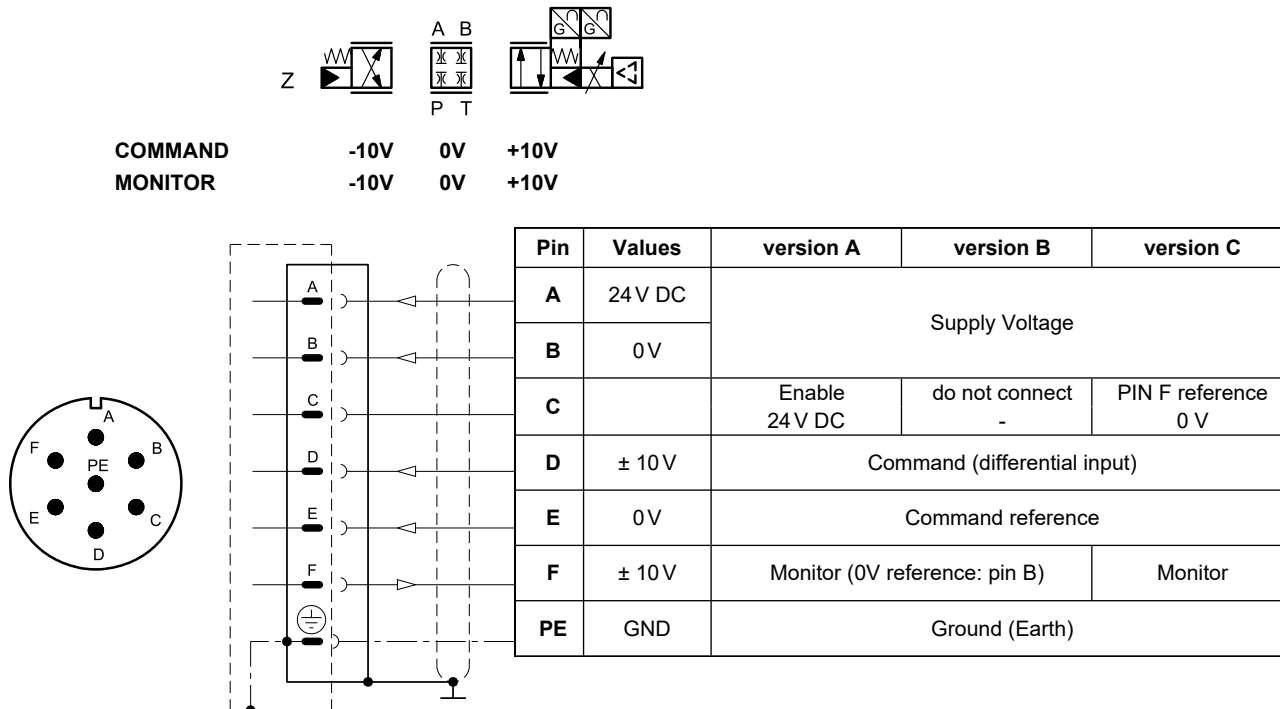 A B
G G
Z
P T
COMMAND -10V 0V +10V
MONITOR -10V 0V +10V
Pin Values version A version B version C
A 24 V DC Supply Voltage
B 0 V
C Enable 24 V DC do not connect - PIN F reference 0 V
D ± 10 V Command (differential input)
E 0 V Command reference
F ± 10 V Monitor (0V reference: pin B) Monitor
PE GND Ground (Earth)
A
B
C
D
E
F
A
F B
PE
E C
D